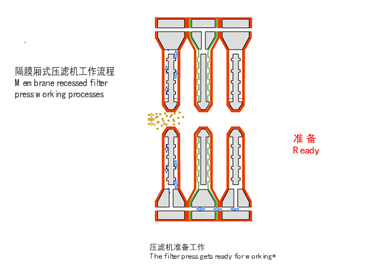 隔膜厢式压滤机工作流程
Membrane recessed filter
press working processes
准备
Ready
压滤机准备工作
The filter press gets ready for working*